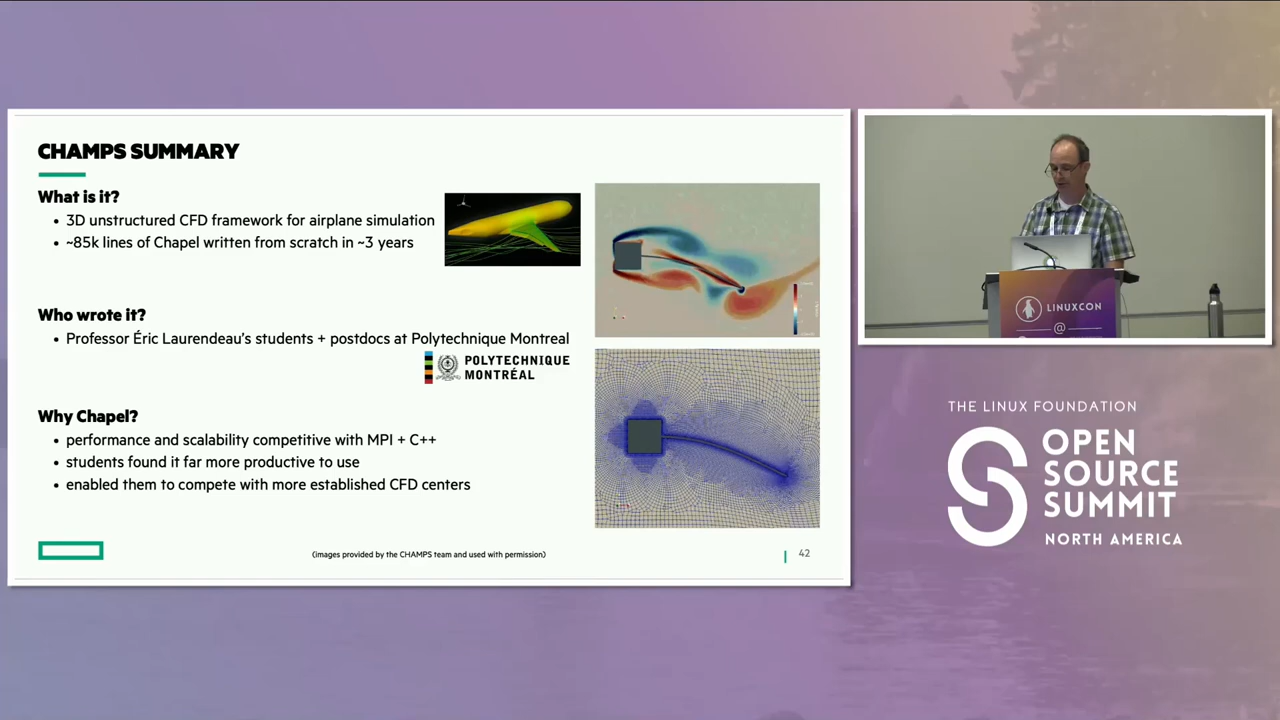 CHAMPS SUMMARY
What is it?
• 3D unstructured CFD framework for airplane simulation
• ~85k lines of Chapel written from scratch in ~3 years
Who wrote it?
• Professor Éric Laurendeau's students + postdocs at Polytechnique Montreal
POLYTECHNIQUE
MONTRÉAL
Why Chapel?
• performance and scalability competitive with MPI + C++
• students found it far more productive to use
• enabled them to compete with more established CFD centers
(images provided by the CHAMPS team and used with permission)
42
LINUXCON
@
THE LINUX FOUNDATION
OPEN
SOURCE
SUMMIT
NORTH AMERICA